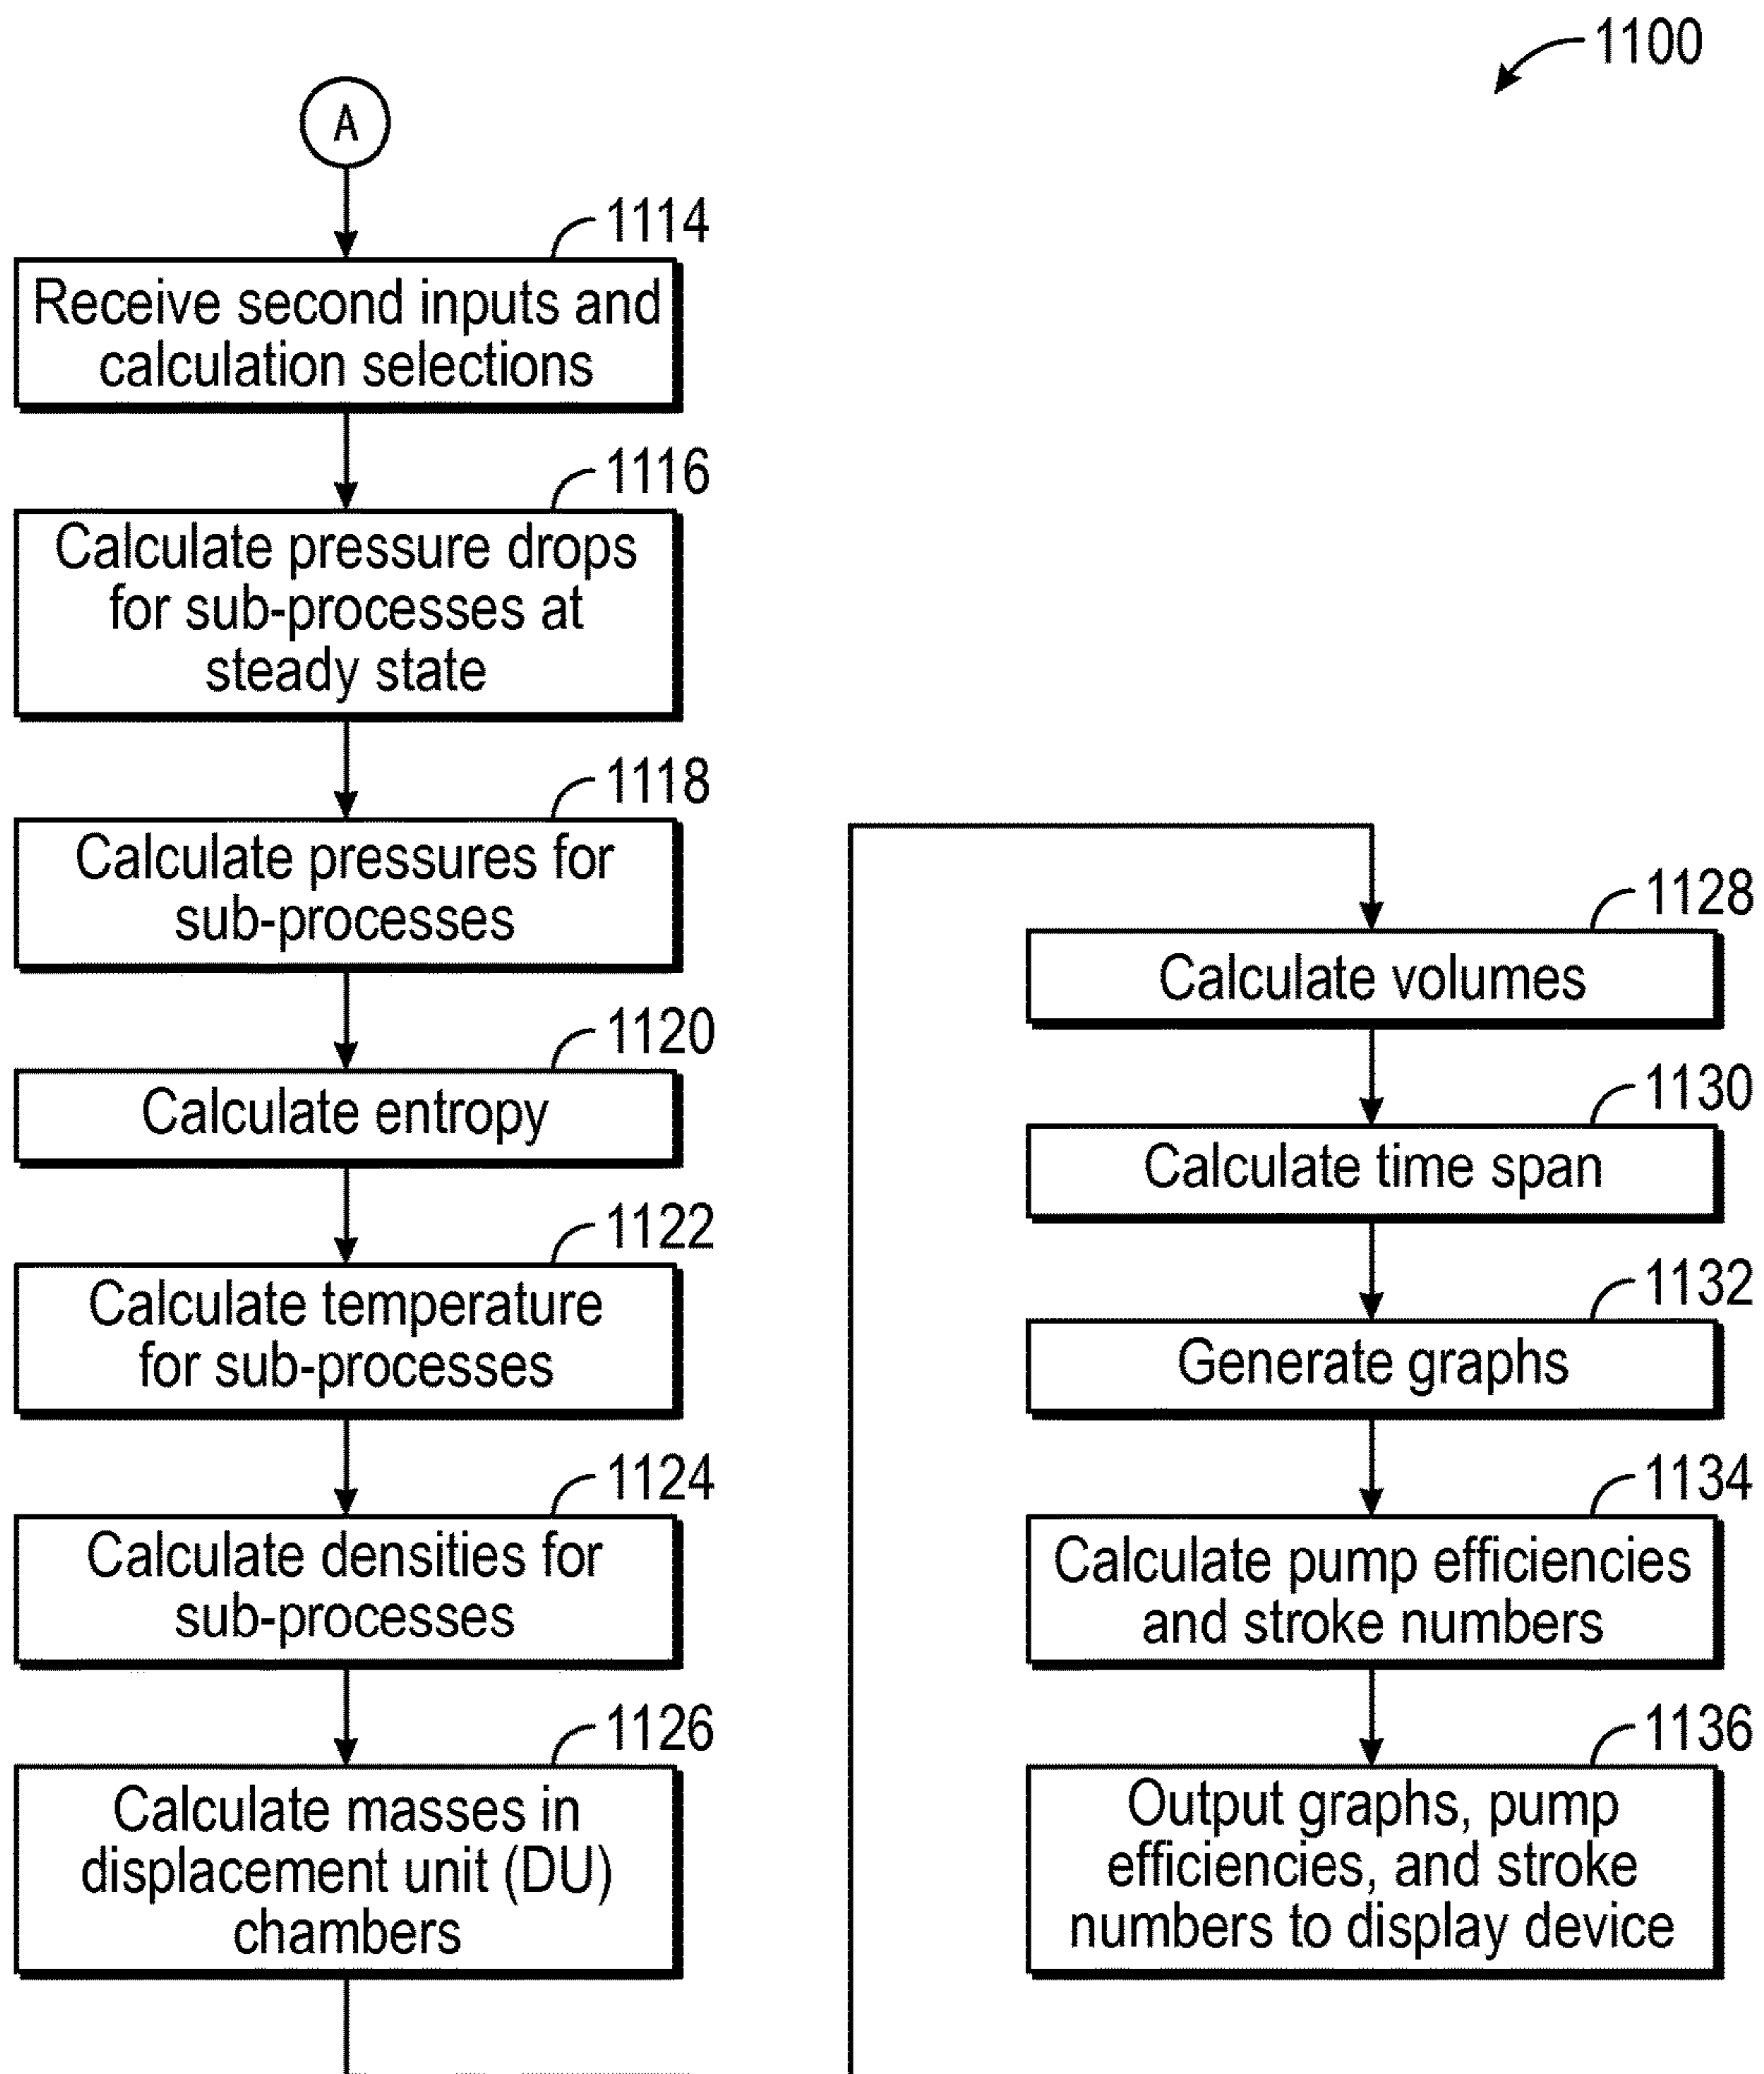 1100
A
1114
Receive second inputs and
calculation selections
1116
Calculate pressure drops
for sub-processes at
steady state
1118
Calculate pressures for
sub-processes
1120
Calculate entropy
1122
Calculate temperature
for sub-processes
1124
Calculate densities for
sub-processes
1126
Calculate masses in
displacement unit (DU)
chambers
1128
Calculate volumes
1130
Calculate time span
1132
Generate graphs
1134
Calculate pump efficiencies
and stroke numbers
1136
Output graphs, pump
efficiencies, and stroke
numbers to display device